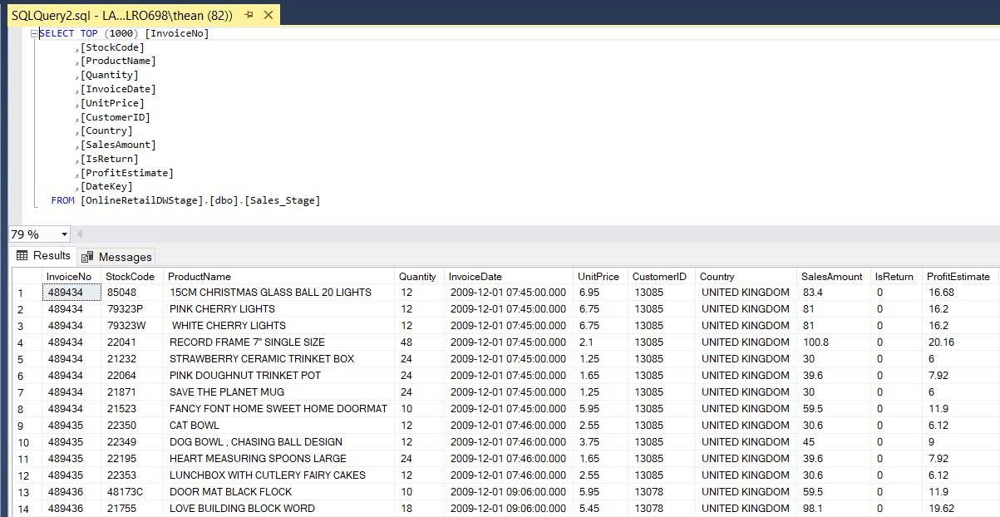 SQLQuery2.sql - LA...LRO698\thean (82))
SELECT TOP (1000) [InvoiceNo]
,[StockCode]
,[ProductName]
,[Quantity]
,[InvoiceDate]
,[UnitPrice]
,[CustomerID]
,[Country]
,[SalesAmount]
,[IsReturn]
,[ProfitEstimate]
,[DateKey]
FROM [OnlineRetailDWStage].[dbo].[Sales_Stage]
79 %
Results Messages
InvoiceNo StockCode ProductName Quantity InvoiceDate UnitPrice CustomerID Country SalesAmount IsReturn ProfitEstimate
1 489434 85048 15CM CHRISTMAS GLASS BALL 20 LIGHTS 12 2009-12-01 07:45:00.000 6.95 13085 UNITED KINGDOM 83.4 0 16.68
2 489434 79323P PINK CHERRY LIGHTS 12 2009-12-01 07:45:00.000 6.75 13085 UNITED KINGDOM 81 0 16.2
3 489434 79323W WHITE CHERRY LIGHTS 12 2009-12-01 07:45:00.000 6.75 13085 UNITED KINGDOM 81 0 16.2
4 489434 22041 RECORD FRAME 7" SINGLE SIZE 48 2009-12-01 07:45:00.000 2.1 13085 UNITED KINGDOM 100.8 0 20.16
5 489434 21232 STRAWBERRY CERAMIC TRINKET BOX 24 2009-12-01 07:45:00.000 1.25 13085 UNITED KINGDOM 30 0 6
6 489434 22064 PINK DOUGHNUT TRINKET POT 24 2009-12-01 07:45:00.000 1.65 13085 UNITED KINGDOM 39.6 0 7.92
7 489434 21871 SAVE THE PLANET MUG 24 2009-12-01 07:45:00.000 1.25 13085 UNITED KINGDOM 30 0 6
8 489434 21523 FANCY FONT HOME SWEET HOME DOORMAT 10 2009-12-01 07:45:00.000 5.95 13085 UNITED KINGDOM 59.5 0 11.9
9 489435 22350 CAT BOWL 12 2009-12-01 07:46:00.000 2.55 13085 UNITED KINGDOM 30.6 0 6.12
10 489435 22349 DOG BOWL , CHASING BALL DESIGN 12 2009-12-01 07:46:00.000 3.75 13085 UNITED KINGDOM 45 0 9
11 489435 22195 HEART MEASURING SPOONS LARGE 24 2009-12-01 07:46:00.000 1.65 13085 UNITED KINGDOM 39.6 0 7.92
12 489435 22353 LUNCHBOX WITH CUTLERY FAIRY CAKES 12 2009-12-01 07:46:00.000 2.55 13085 UNITED KINGDOM 30.6 0 6.12
13 489436 48173C DOOR MAT BLACK FLOCK 10 2009-12-01 09:06:00.000 5.95 13078 UNITED KINGDOM 59.5 0 11.9
14 489436 21755 LOVE BUILDING BLOCK WORD 18 2009-12-01 09:06:00.000 5.45 13078 UNITED KINGDOM 98.1 0 19.62